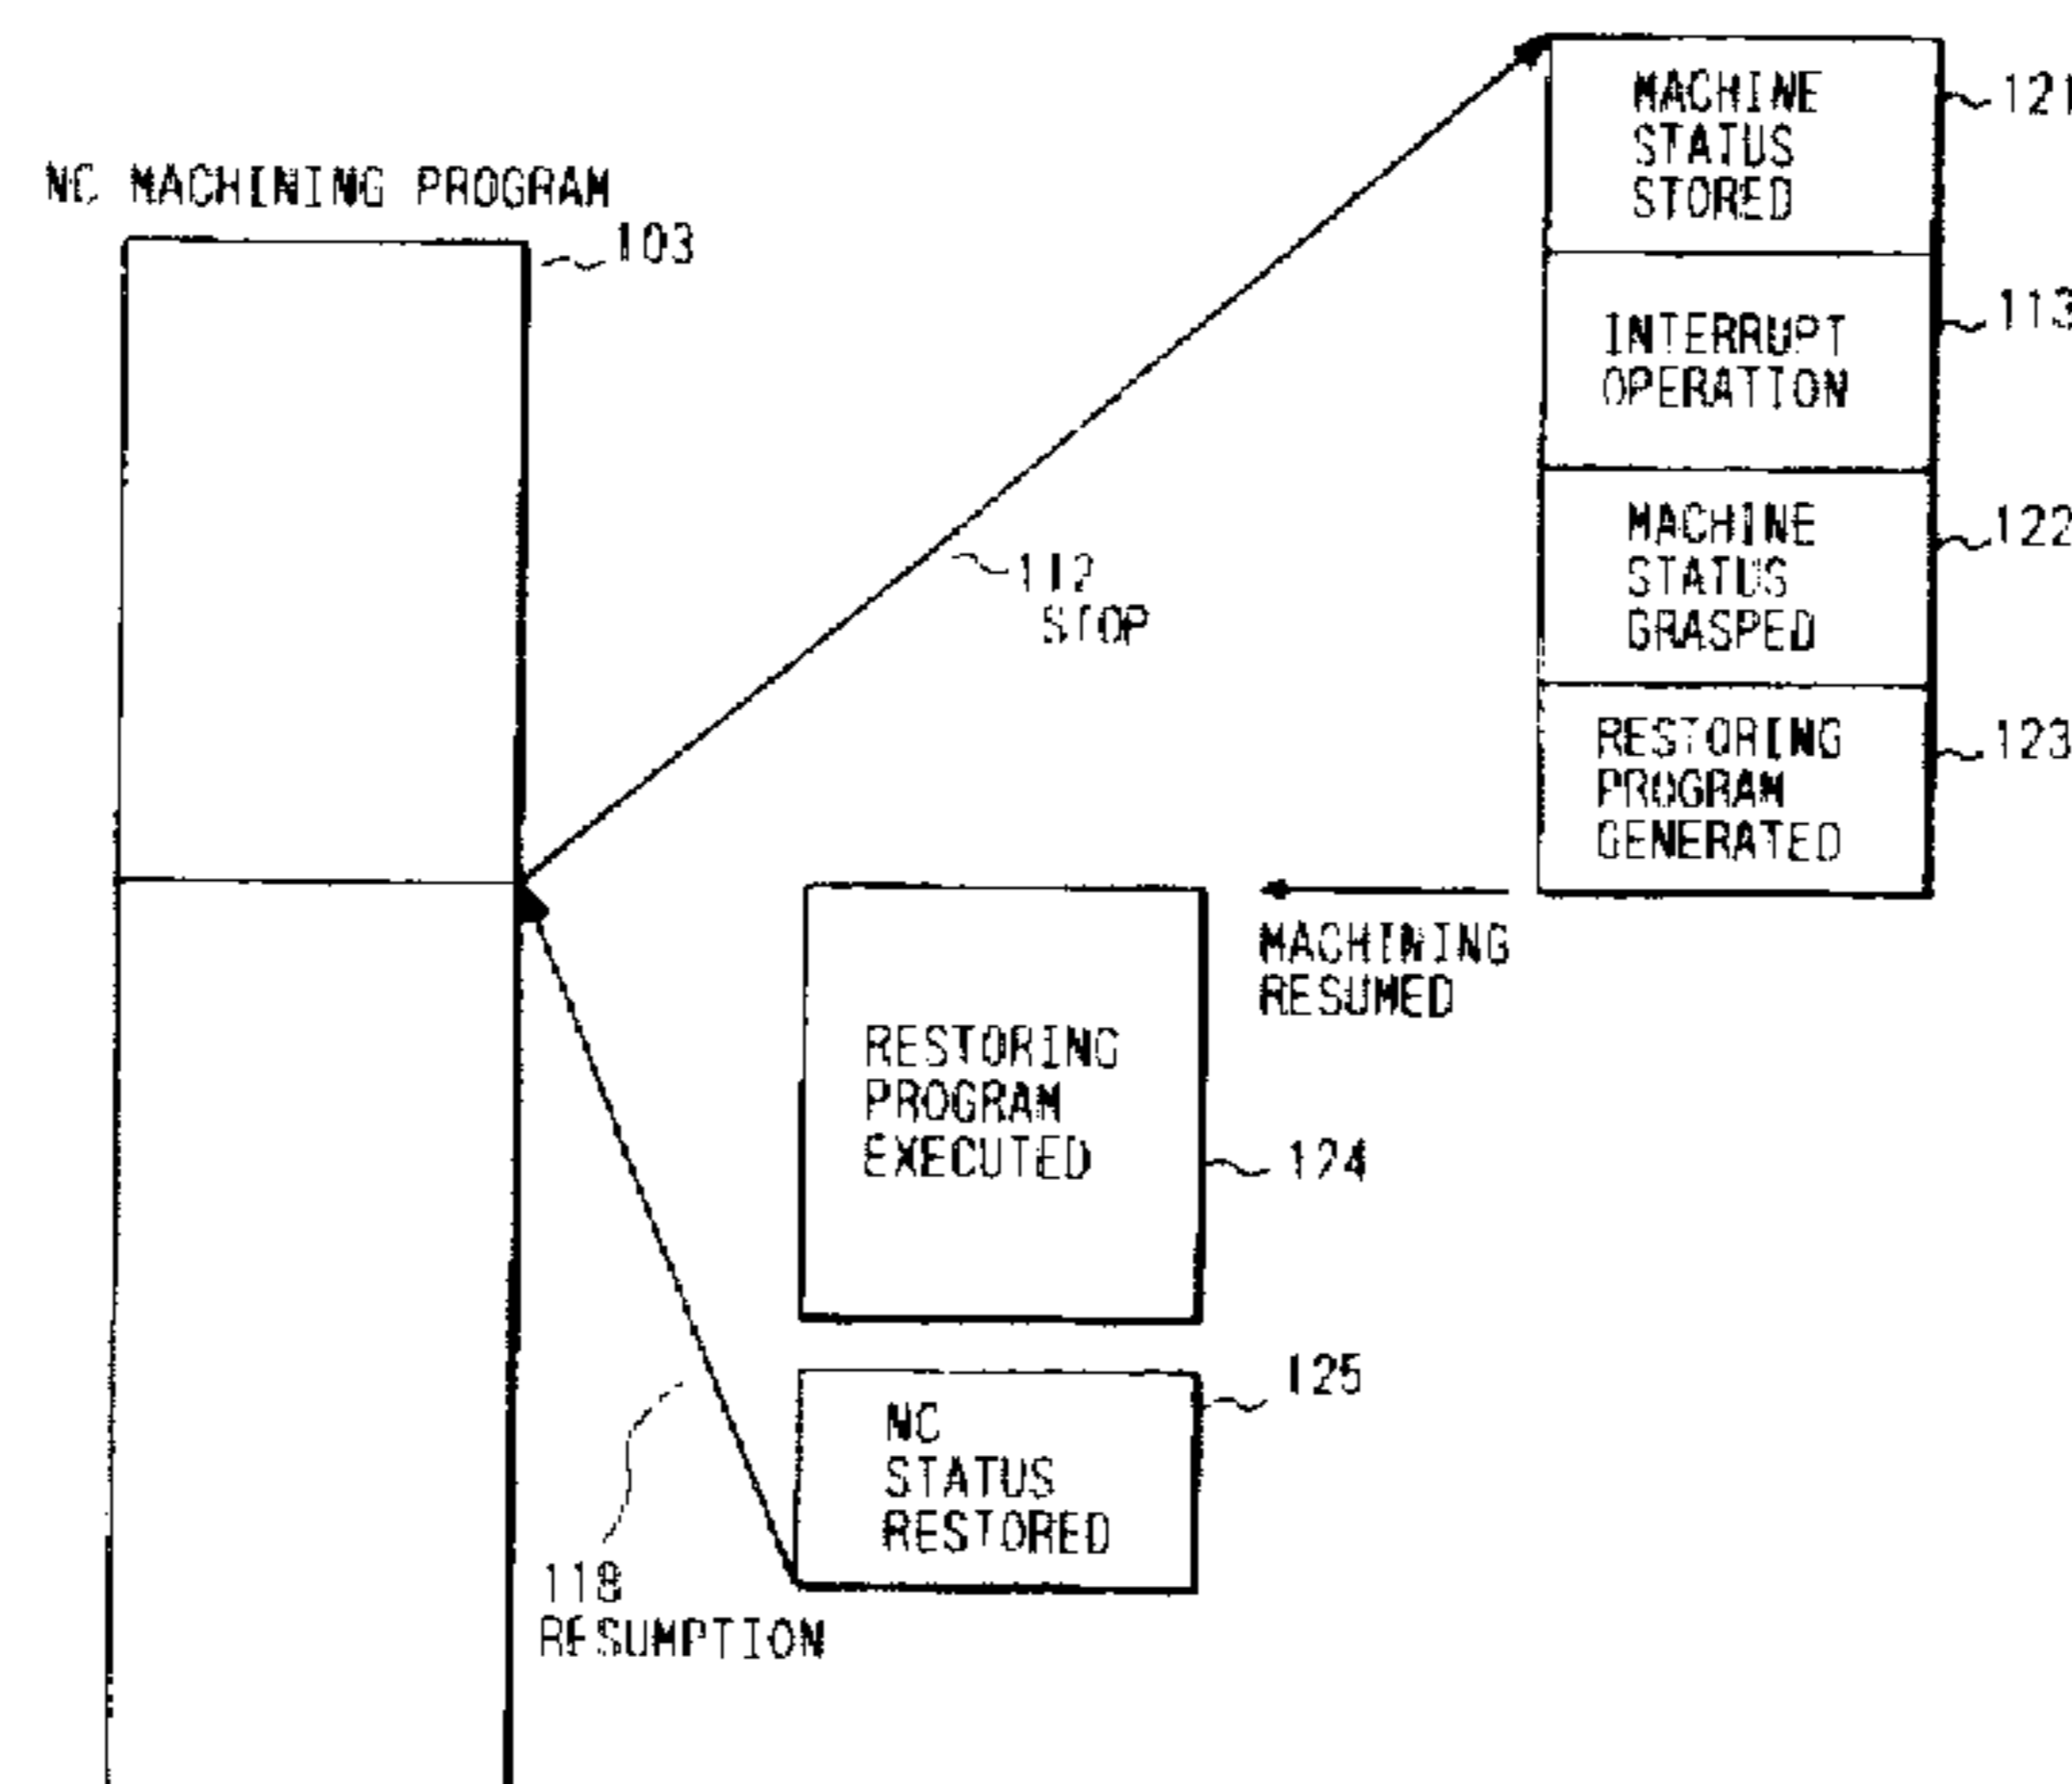 NC MACHINING PROGRAM
103
MACHINE
STATUS
STORED
121
INTERRUPT
OPERATION
113
112
STOP
MACHINE
STATUS
GRASPED
122
RESTORING
PROGRAM
GENERATED
123
MACHINING
RESUMED
RESTORING
PROGRAM
EXECUTED
124
NC
STATUS
RESTORED
125
118
RESUMPTION